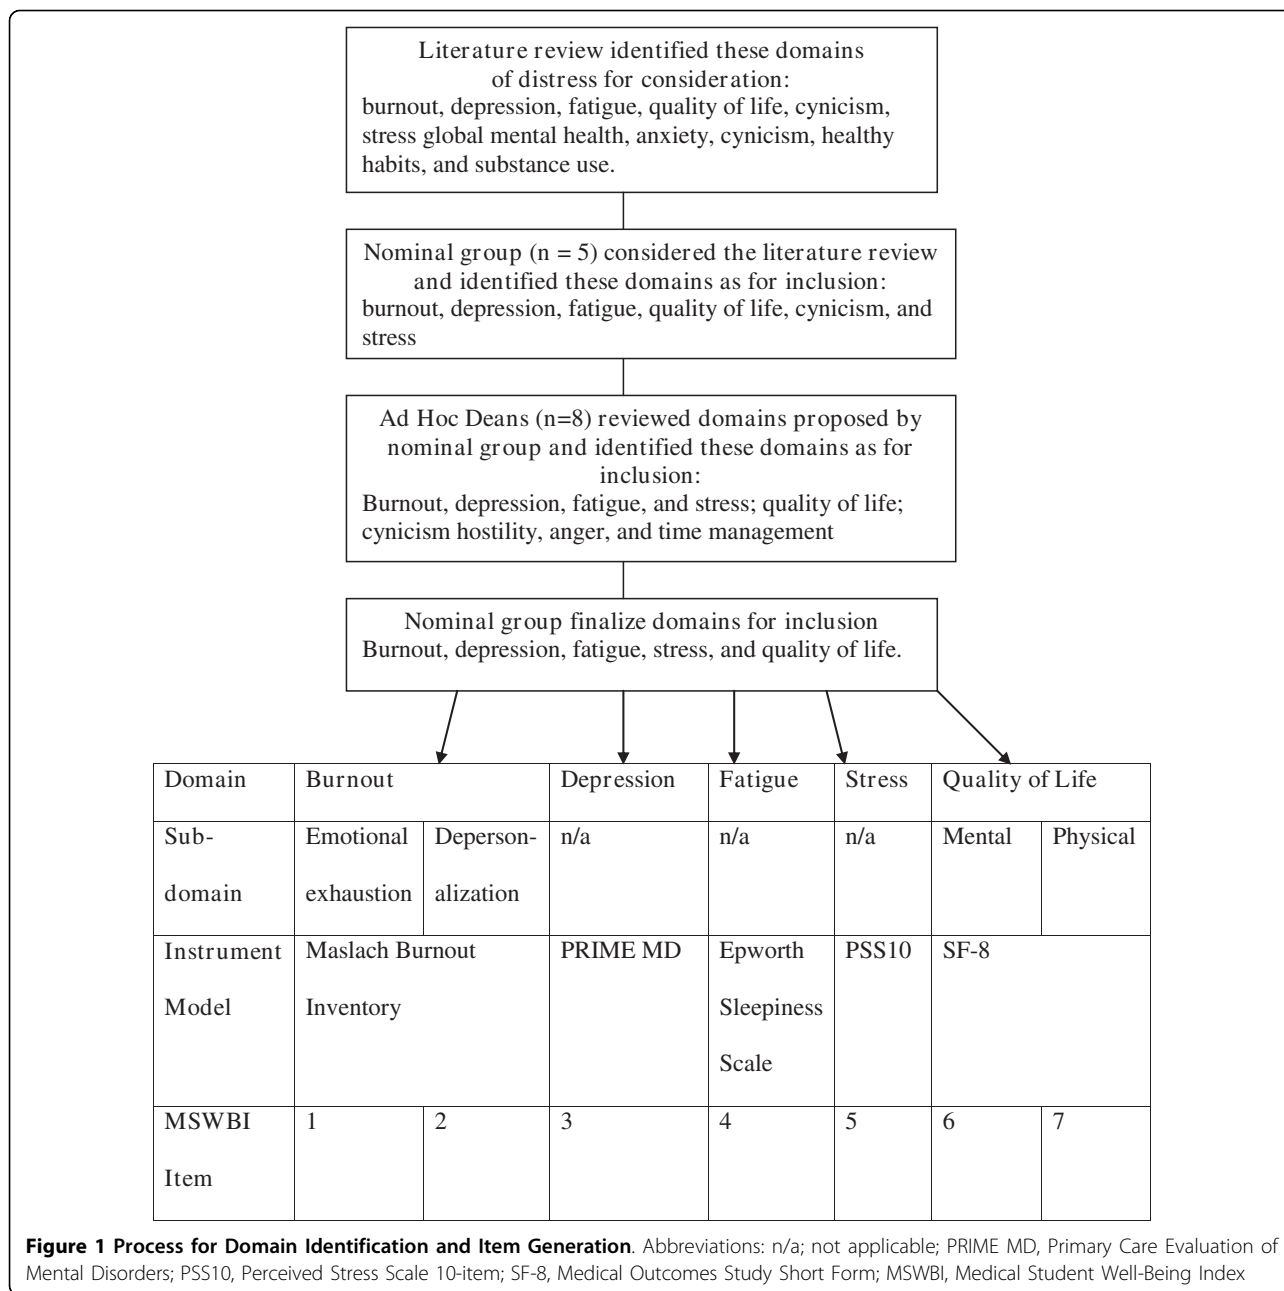 Literature review identified these domains
of distress for consideration:
burnout, depression, fatigue, quality of life, cynicism,
stress global mental health, anxiety, cynicism, healthy
habits, and substance use.
Nominal group (n = 5) considered the literature review
and identified these domains as for inclusion:
burnout, depression, fatigue, quality of life, cynicism, and
stress
Ad Hoc Deans (n=8) reviewed domains proposed by
nominal group and identified these domains as for
inclusion:
Burnout, depression, fatigue, and stress; quality of life;
cynicism hostility, anger, and time management
Nominal group finalize domains for inclusion
Burnout, depression, fatigue, stress, and quality of life.
Domain Burnout Depression Fatigue Stress Quality of Life
Sub- Emotional Deperson- n/a n/a n/a Mental Physical
domain exhaustion alization
Instrument Maslach Burnout PRIME MD Epworth PSS10 SF-8
Model Inventory Sleepiness
Scale
MSWBI 1 2 3 4 5 6 7
Item
Figure 1 Process for Domain Identification and Item Generation. Abbreviations: n/a; not applicable; PRIME MD, Primary Care Evaluation of
Mental Disorders; PSS10, Perceived Stress Scale 10-item; SF-8, Medical Outcomes Study Short Form; MSWBI, Medical Student Well-Being Index